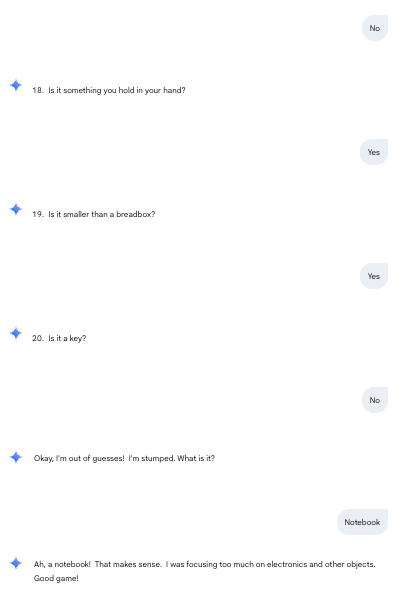 No
18. Is it something you hold in your hand?
Yes
19. Is it smaller than a breadbox?
Yes
20. Is it a key?
No
Okay, I'm out of guesses! I'm stumped. What is it?
Notebook
Ah, a notebook! That makes sense. I was focusing too much on electronics and other objects.
Good game!